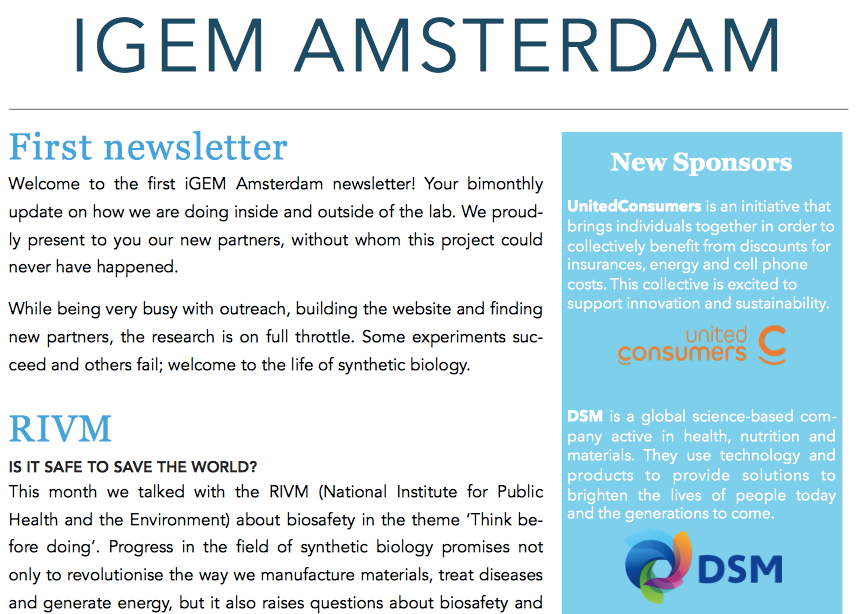 IGEM AMSTERDAM
First newsletter
Welcome to the first iGEM Amsterdam newsletter! Your bimonthly
update on how we are doing inside and outside of the lab. We proud-
ly present to you our new partners, without whom this project could
never have happened.
While being very busy with outreach, building the website and finding
new partners, the research is on full throttle. Some experiments suc-
ceed and others fail; welcome to the life of synthetic biology.
RIVM
IS IT SAFE TO SAVE THE WORLD?
This month we talked with the RIVM (National Institute for Public
Health and the Environment) about biosafety in the theme ‘Think be-
fore doing’. Progress in the field of synthetic biology promises not
only to revolutionise the way we manufacture materials, treat diseases
and generate energy, but it also raises questions about biosafety and
New Sponsors
UnitedConsumers is an initiative that
brings individuals together in order to
collectively benefit from discounts for
insurances, energy and cell phone
costs. This collective is excited to
support innovation and sustainability.
united
consumers
DSM is a global science-based com-
pany active in health, nutrition and
materials. They use technology and
products to provide solutions to
brighten the lives of people today
and the generations to come.
DSM